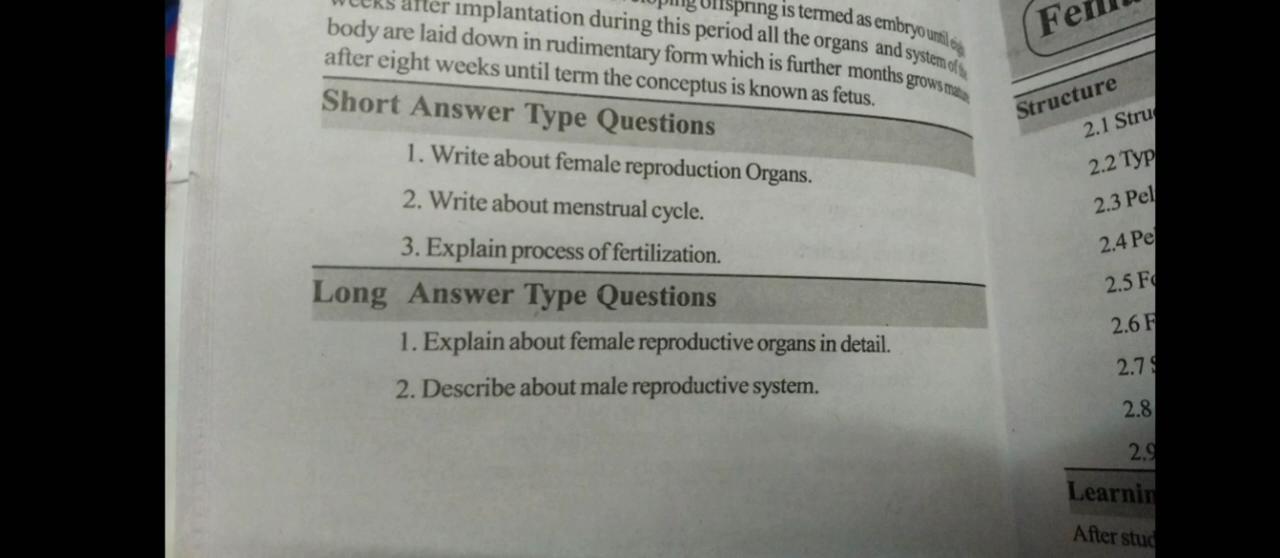 offspring is termed as embryo until
weeks after implantation during this period all the organs and system of the
body are laid down in rudimentary form which is further months grows
after eight weeks until term the conceptus is known as fetus.
Short Answer Type Questions
1. Write about female reproduction Organs.
2. Write about menstrual cycle.
3. Explain process of fertilization.
Long Answer Type Questions
1. Explain about female reproductive organs in detail.
2. Describe about male reproductive system.
Structure
2.1 Stru
2.2 Typ
2.3 Pel
2.4 Pe
2.5
2.6 F
2.7
2.8
2.9
Learnin
After stud